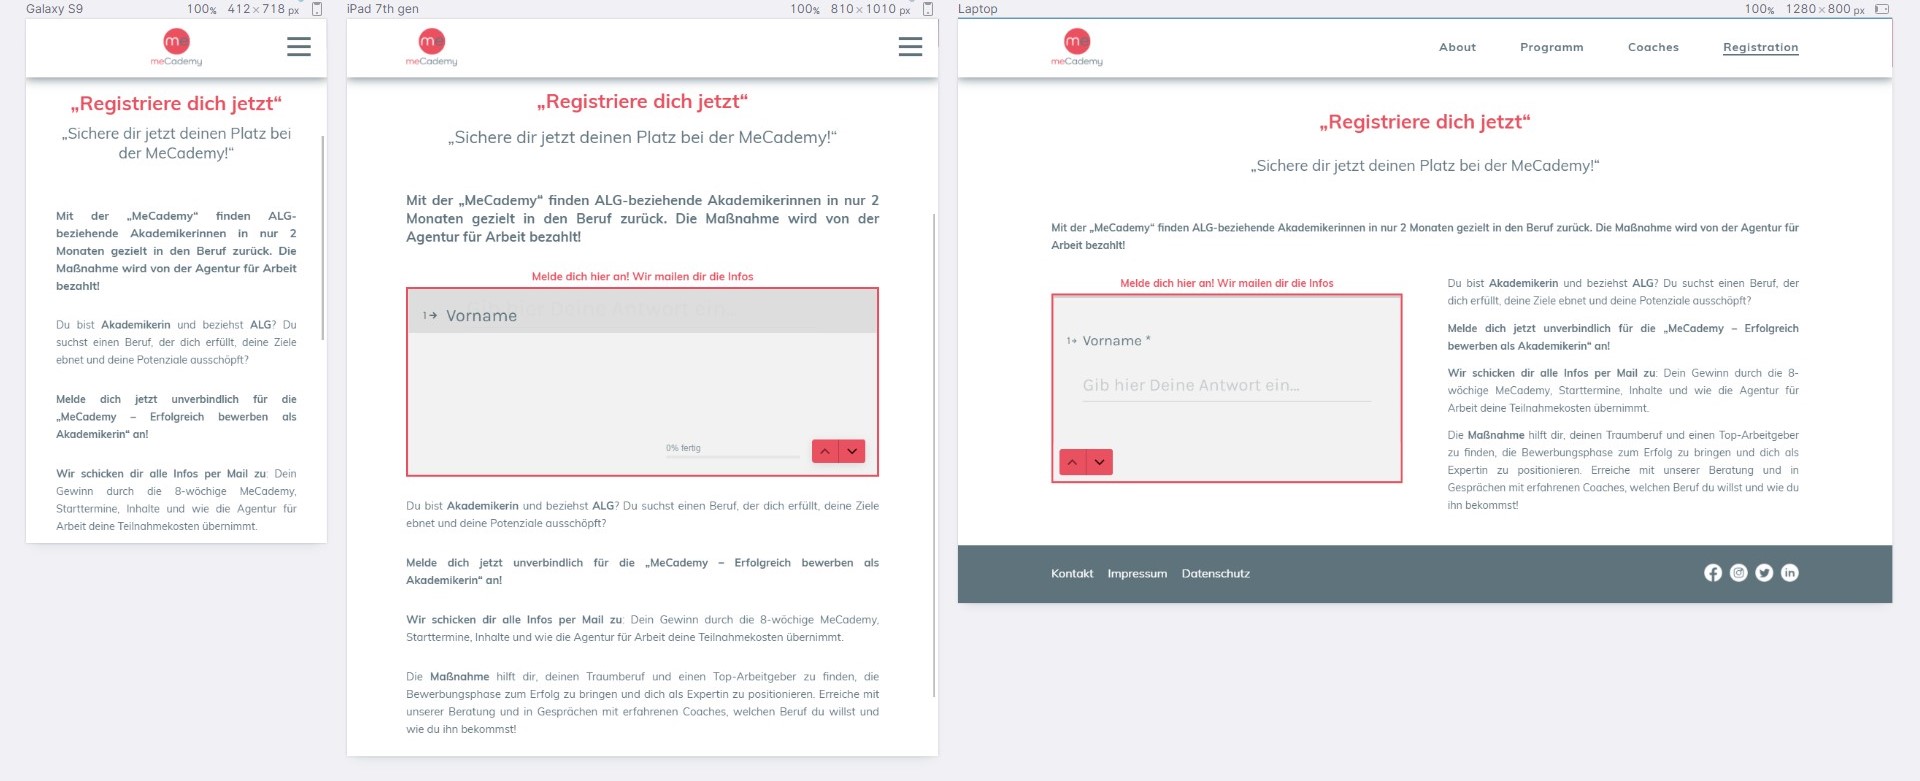 Galaxy S9
100% 412×718 px
me
meCademy
„Registriere dich jetzt“
„Sichere dir jetzt deinen Platz bei
der MeCademy!“
Mit der „MeCademy“ finden ALG-
beziehende Akademikerinnen in nur 2
Monaten gezielt in den Beruf zurück. Die
Maßnahme wird von der Agentur für Arbeit
bezahlt!
Du bist Akademikerin und beziehst ALG? Du
suchst einen Beruf, der dich erfüllt, deine Ziele
ebnet und deine Potenziale ausschöpft?
Melde dich jetzt unverbindlich für die
„MeCademy – Erfolgreich bewerben als
Akademikerin“ an!
Wir schicken dir alle Infos per Mail zu: Dein
Gewinn durch die 8-wöchige MeCademy,
Starttermine, Inhalte und wie die Agentur für
Arbeit deine Teilnahmekosten übernimmt.
iPad 7th gen
100% 810×1010 px
me
meCademy
„Registriere dich jetzt“
„Sichere dir jetzt deinen Platz bei der MeCademy!“
Mit der „MeCademy“ finden ALG-beziehende Akademikerinnen in nur 2
Monaten gezielt in den Beruf zurück. Die Maßnahme wird von der
Agentur für Arbeit bezahlt!
Melde dich hier an! Wir mailen dir die Infos
Gib hier Deine Antwort ein...
1 → Vorname
0% fertig
Du bist Akademikerin und beziehst ALG? Du suchst einen Beruf, der dich erfüllt, deine Ziele
ebnet und deine Potenziale ausschöpft?
Melde dich jetzt unverbindlich für die „MeCademy – Erfolgreich bewerben als
Akademikerin“ an!
Wir schicken dir alle Infos per Mail zu: Dein Gewinn durch die 8-wöchige MeCademy,
Starttermine, Inhalte und wie die Agentur für Arbeit deine Teilnahmekosten übernimmt.
Die Maßnahme hilft dir, deinen Traumberuf und einen Top-Arbeitgeber zu finden, die
Bewerbungsphase zum Erfolg zu bringen und dich als Expertin zu positionieren. Erreiche mit
unserer Beratung und in Gesprächen mit erfahrenen Coaches, welchen Beruf du willst und
wie du ihn bekommst!
Laptop
100% 1280×800 px
me
meCademy
About Programm Coaches Registration
„Registriere dich jetzt“
„Sichere dir jetzt deinen Platz bei der MeCademy!“
Mit der „MeCademy“ finden ALG-beziehende Akademikerinnen in nur 2 Monaten gezielt in den Beruf zurück. Die Maßnahme wird von der Agentur für
Arbeit bezahlt!
Melde dich hier an! Wir mailen dir die Infos
1 → Vorname *
Gib hier Deine Antwort ein...
Du bist Akademikerin und beziehst ALG? Du suchst einen Beruf, der
dich erfüllt, deine Ziele ebnet und deine Potenziale ausschöpft?
Melde dich jetzt unverbindlich für die „MeCademy – Erfolgreich
bewerben als Akademikerin“ an!
Wir schicken dir alle Infos per Mail zu: Dein Gewinn durch die 8-
wöchige MeCademy, Starttermine, Inhalte und wie die Agentur für
Arbeit deine Teilnahmekosten übernimmt.
Die Maßnahme hilft dir, deinen Traumberuf und einen Top-Arbeitgeber
zu finden, die Bewerbungsphase zum Erfolg zu bringen und dich als
Expertin zu positionieren. Erreiche mit unserer Beratung und in
Gesprächen mit erfahrenen Coaches, welchen Beruf du willst und wie du
ihn bekommst!
Kontakt Impressum Datenschutz